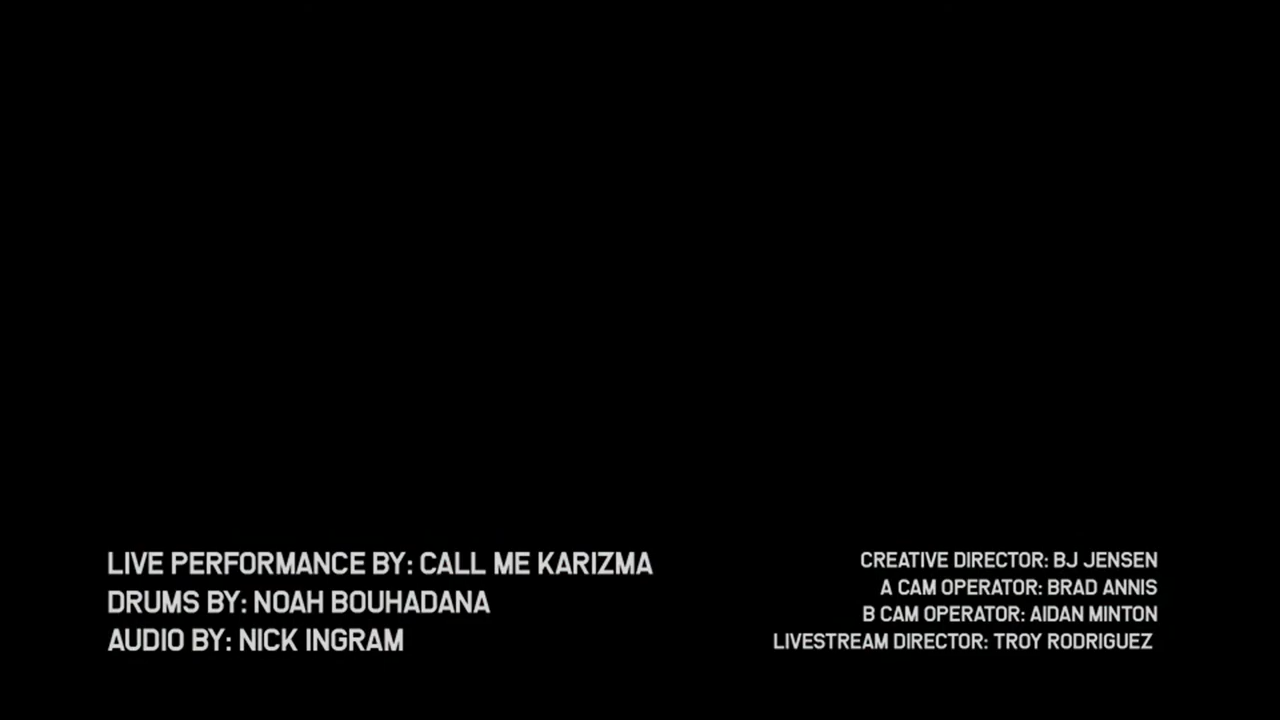 LIVE PERFORMANCE BY: CALL ME KARIZMA
DRUMS BY: NOAH BOUHADANA
AUDIO BY: NICK INGRAM
CREATIVE DIRECTOR: BJ JENSEN
A CAM OPERATOR: BRAD ANNIS
B CAM OPERATOR: AIDAN MINTON
LIVESTREAM DIRECTOR: TROY RODRIGUEZ